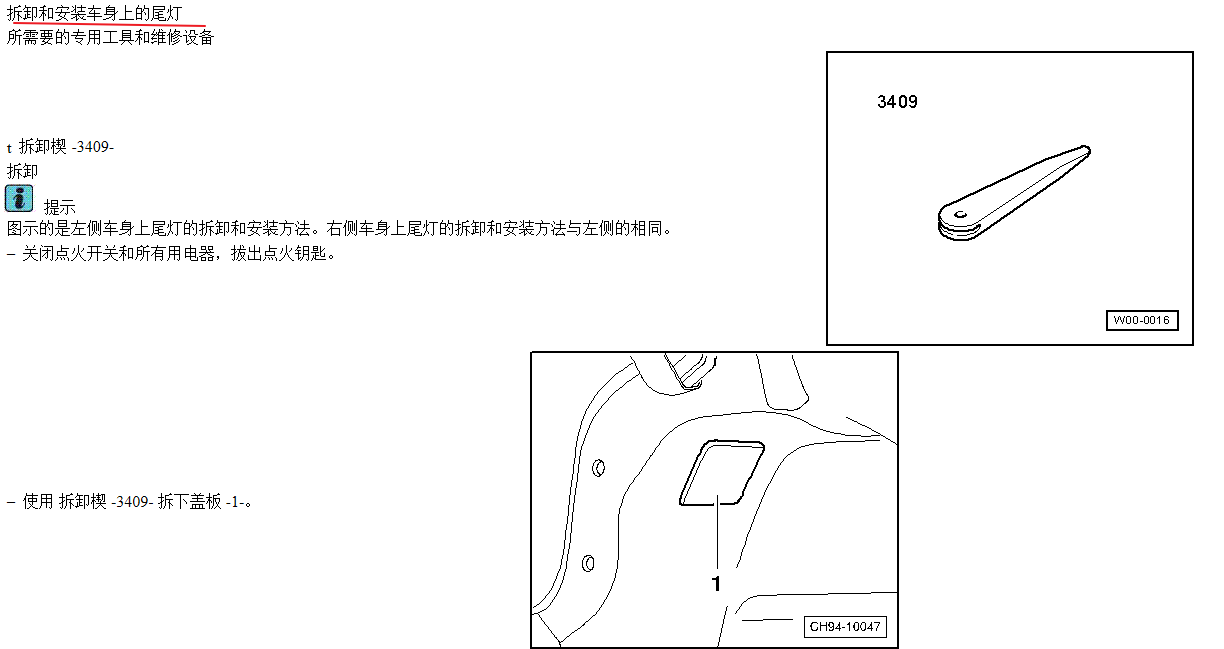 拆卸和安装车身上的尾灯
所需要的专用工具和维修设备
3409
t 拆卸楔 -3409-
拆卸
i 提示
图示的是左侧车身上尾灯的拆卸和安装方法。右侧车身上尾灯的拆卸和安装方法与左侧的相同。
– 关闭点火开关和所有用电器，拔出点火钥匙。
W00-0016
– 使用 拆卸楔 -3409- 拆下盖板 -1-。
1
GH94-10047